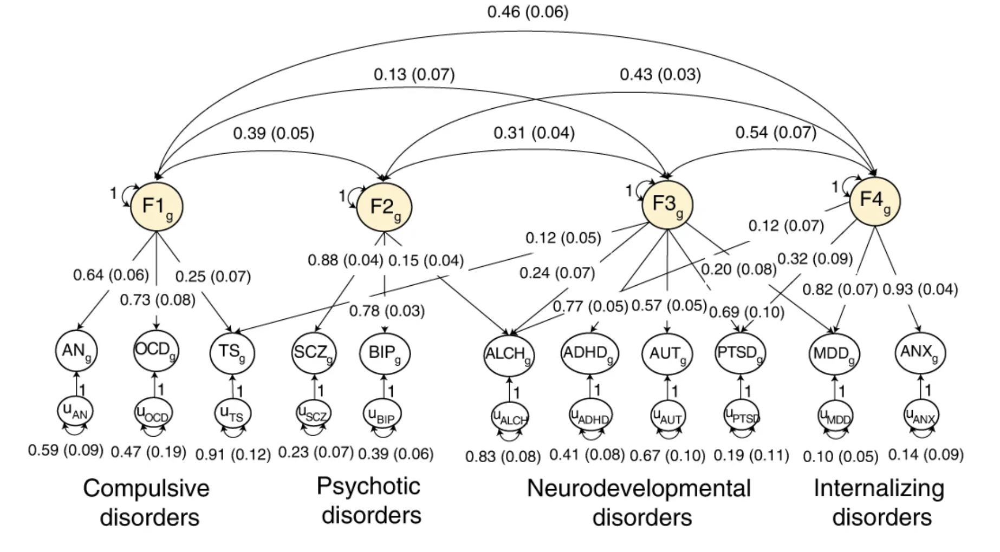 0.46 (0.06)
0.13 (0.07) 0.43 (0.03)
0.39 (0.05) 0.31 (0.04) 0.54 (0.07)
1 F1g 1 F2g 1 F3g 1 F4g
0.12 (0.05) 0.12 (0.07)
0.88 (0.04) 0.15 (0.04) 0.32 (0.09)
0.64 (0.06) 0.25 (0.07) 0.24 (0.07) 0.20 (0.08)
0.73 (0.08) 0.82 (0.07) 0.93 (0.04)
0.78 (0.03) 0.77 (0.05) 0.57 (0.05) 0.69 (0.10)
ANg OCDg TSg SCZg BIPg ALCHg ADHDg AUTg PTSDg MDDg ANXg
1 1 1 1 1 1 1 1 1 1 1
uAN uOCD uTS uSCZ uBIP uALCH uADHD uAUT uPTSD uMDD uANX
0.59 (0.09) 0.47 (0.19) 0.91 (0.12) 0.23 (0.07) 0.39 (0.06) 0.83 (0.08) 0.41 (0.08) 0.67 (0.10) 0.19 (0.11) 0.10 (0.05) 0.14 (0.09)
Compulsive
disorders
Psychotic
disorders
Neurodevelopmental
disorders
Internalizing
disorders